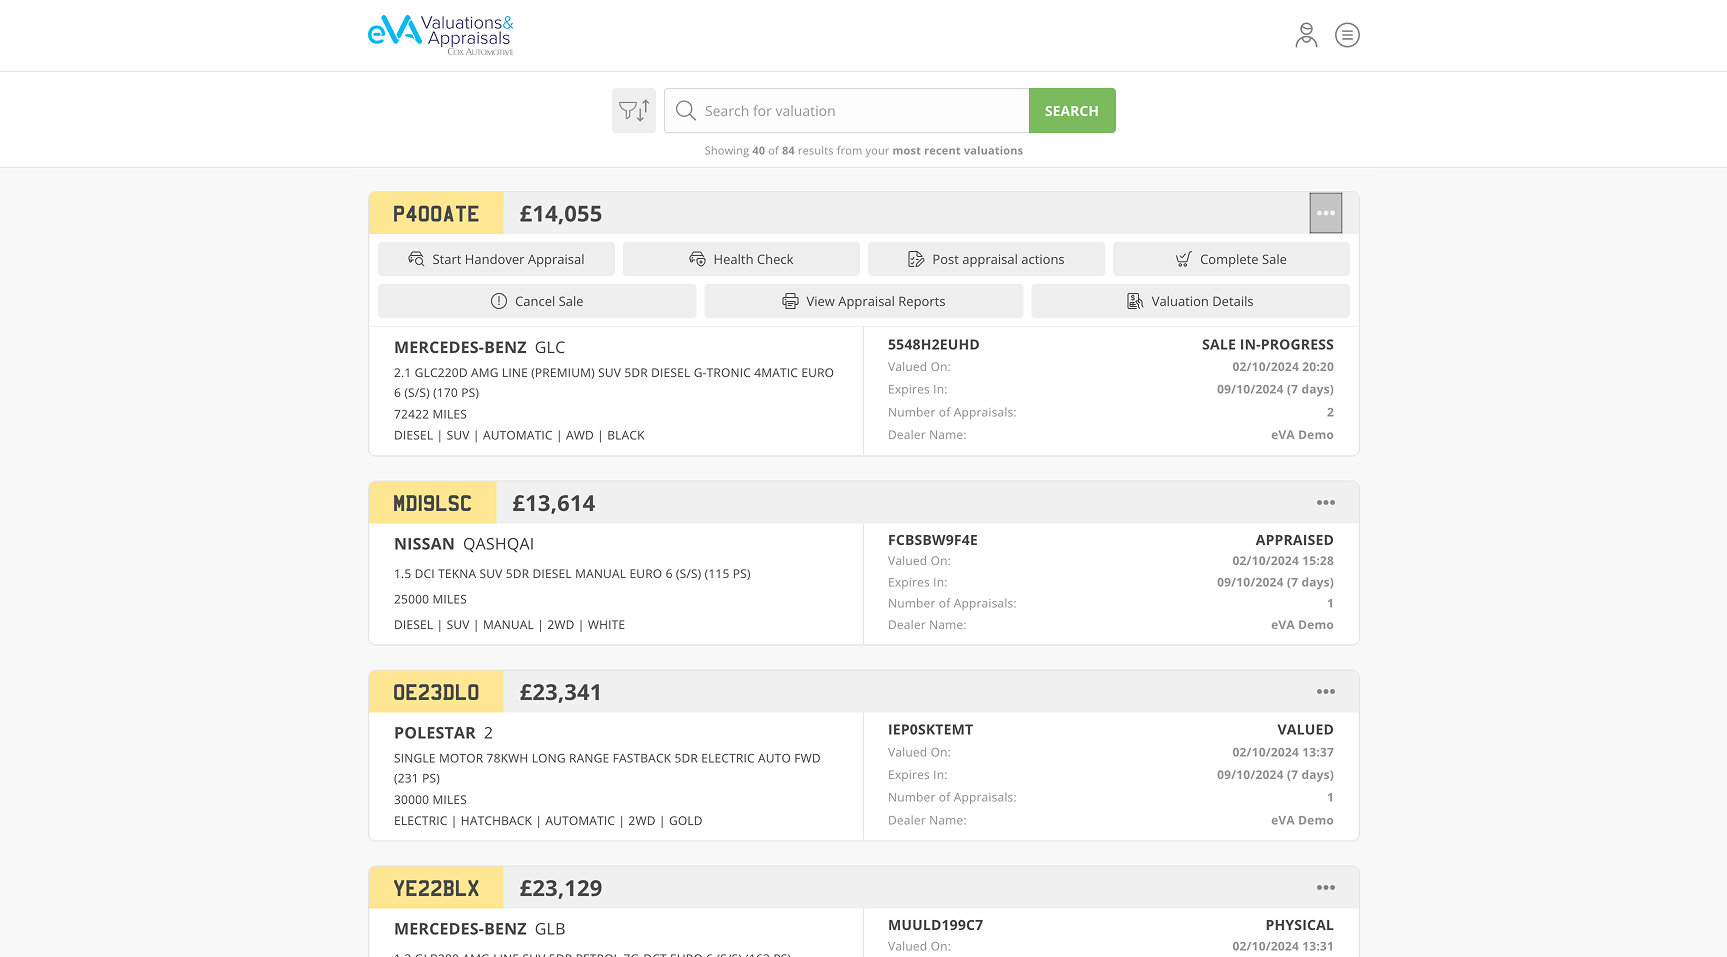 eVA Valuations&
Appraisals
COX AUTOMOTIVE
Search for valuation
SEARCH
Showing 40 of 84 results from your most recent valuations
P400ATE £14,055
Start Handover Appraisal
Health Check
Post appraisal actions
Complete Sale
Cancel Sale
View Appraisal Reports
Valuation Details
MERCEDES-BENZ GLC
2.1 GLC220D AMG LINE (PREMIUM) SUV 5DR DIESEL G-TRONIC 4MATIC EURO
6 (S/S) (170 PS)
72422 MILES
DIESEL | SUV | AUTOMATIC | AWD | BLACK
5548H2EUHD SALE IN-PROGRESS
Valued On: 02/10/2024 20:20
Expires In: 09/10/2024 (7 days)
Number of Appraisals: 2
Dealer Name: eVA Demo
MD19LSC £13,614
NISSAN QASHQAI
1.5 DCI TEKNA SUV 5DR DIESEL MANUAL EURO 6 (S/S) (115 PS)
25000 MILES
DIESEL | SUV | MANUAL | 2WD | WHITE
FCBSBW9F4E APPRAISED
Valued On: 02/10/2024 15:28
Expires In: 09/10/2024 (7 days)
Number of Appraisals: 1
Dealer Name: eVA Demo
OE23DLO £23,341
POLESTAR 2
SINGLE MOTOR 78KWH LONG RANGE FASTBACK 5DR ELECTRIC AUTO FWD
(231 PS)
30000 MILES
ELECTRIC | HATCHBACK | AUTOMATIC | 2WD | GOLD
IEP0SKTEMT VALUED
Valued On: 02/10/2024 13:37
Expires In: 09/10/2024 (7 days)
Number of Appraisals: 1
Dealer Name: eVA Demo
YE22BLX £23,129
MERCEDES-BENZ GLB
MUULD199C7 PHYSICAL
Valued On: 02/10/2024 13:31